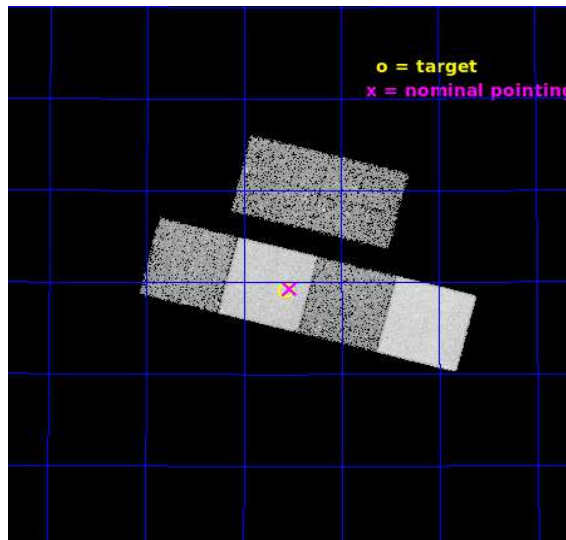 o = target
x = nominal pointing